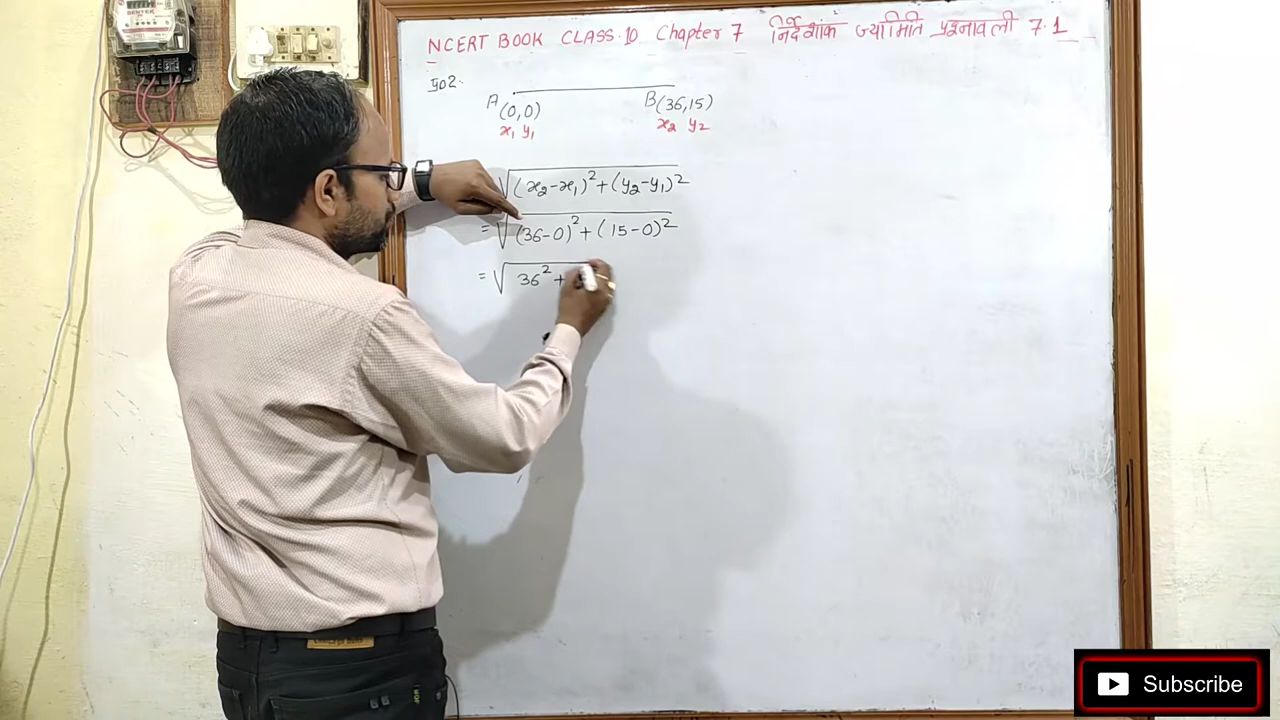 NCERT BOOK CLASS 10 Chapter 7 निर्देशांक ज्यामिति प्रश्नावली 7.1
प्र02.
A (0,0) B (36,15)
x₁ y₁ x₂ y₂
√(x₂-x₁)²+(y₂-y₁)²
= √(36-0)²+(15-0)²
= √36²+
Subscribe